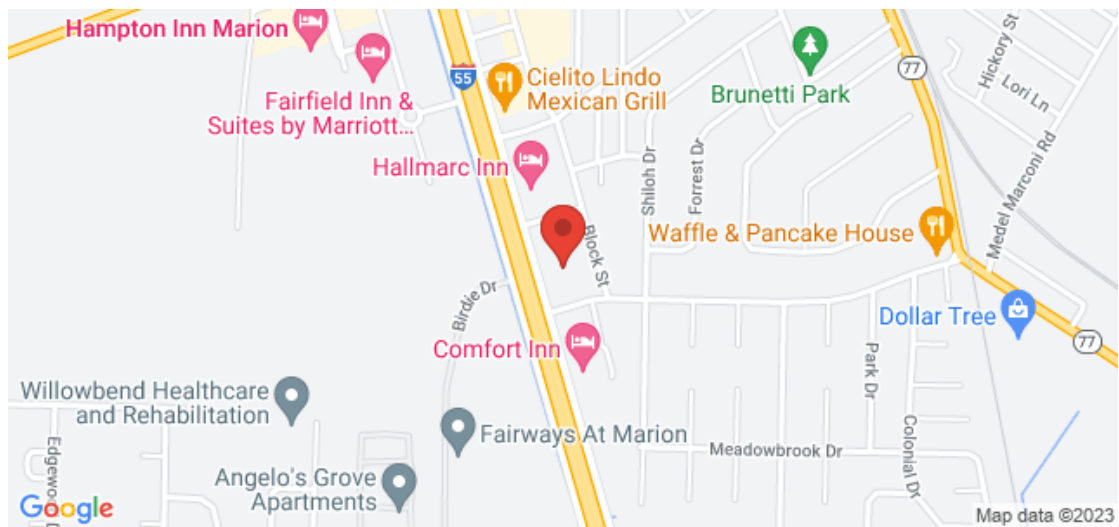 Hampton Inn Marion
Fairfield Inn &
Suites by Marriott...
55
Cielito Lindo
Mexican Grill
Brunetti Park
77
Hickory St
Lori Ln
Medel Marconi Rd
Hallmarc Inn
Shiloh Dr
Forrest Dr
Block St
Waffle & Pancake House
Birdie Dr
Dollar Tree
77
Comfort Inn
Park Dr
Colonial Dr
Willowbend Healthcare
and Rehabilitation
Fairways At Marion
Meadowbrook Dr
Angelo's Grove
Apartments
Google
Map data ©2023